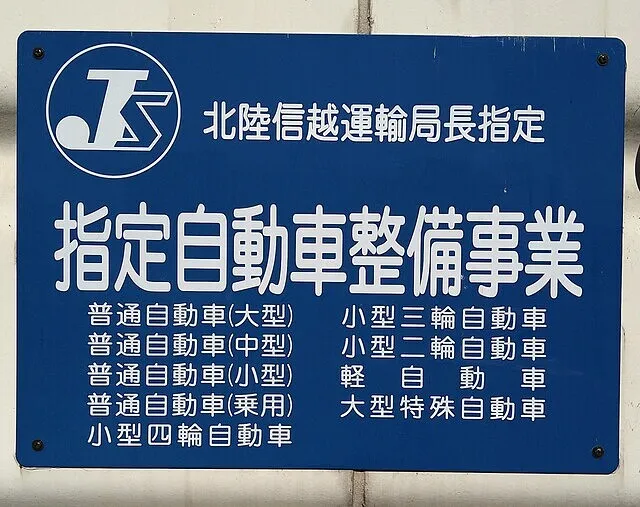 JS
北陸信越運輸局長指定
指定自動車整備事業
普通自動車(大型)
普通自動車(中型)
普通自動車(小型)
普通自動車(乗用)
小型四輪自動車
小型三輪自動車
小型二輪自動車
軽自動車
大型特殊自動車